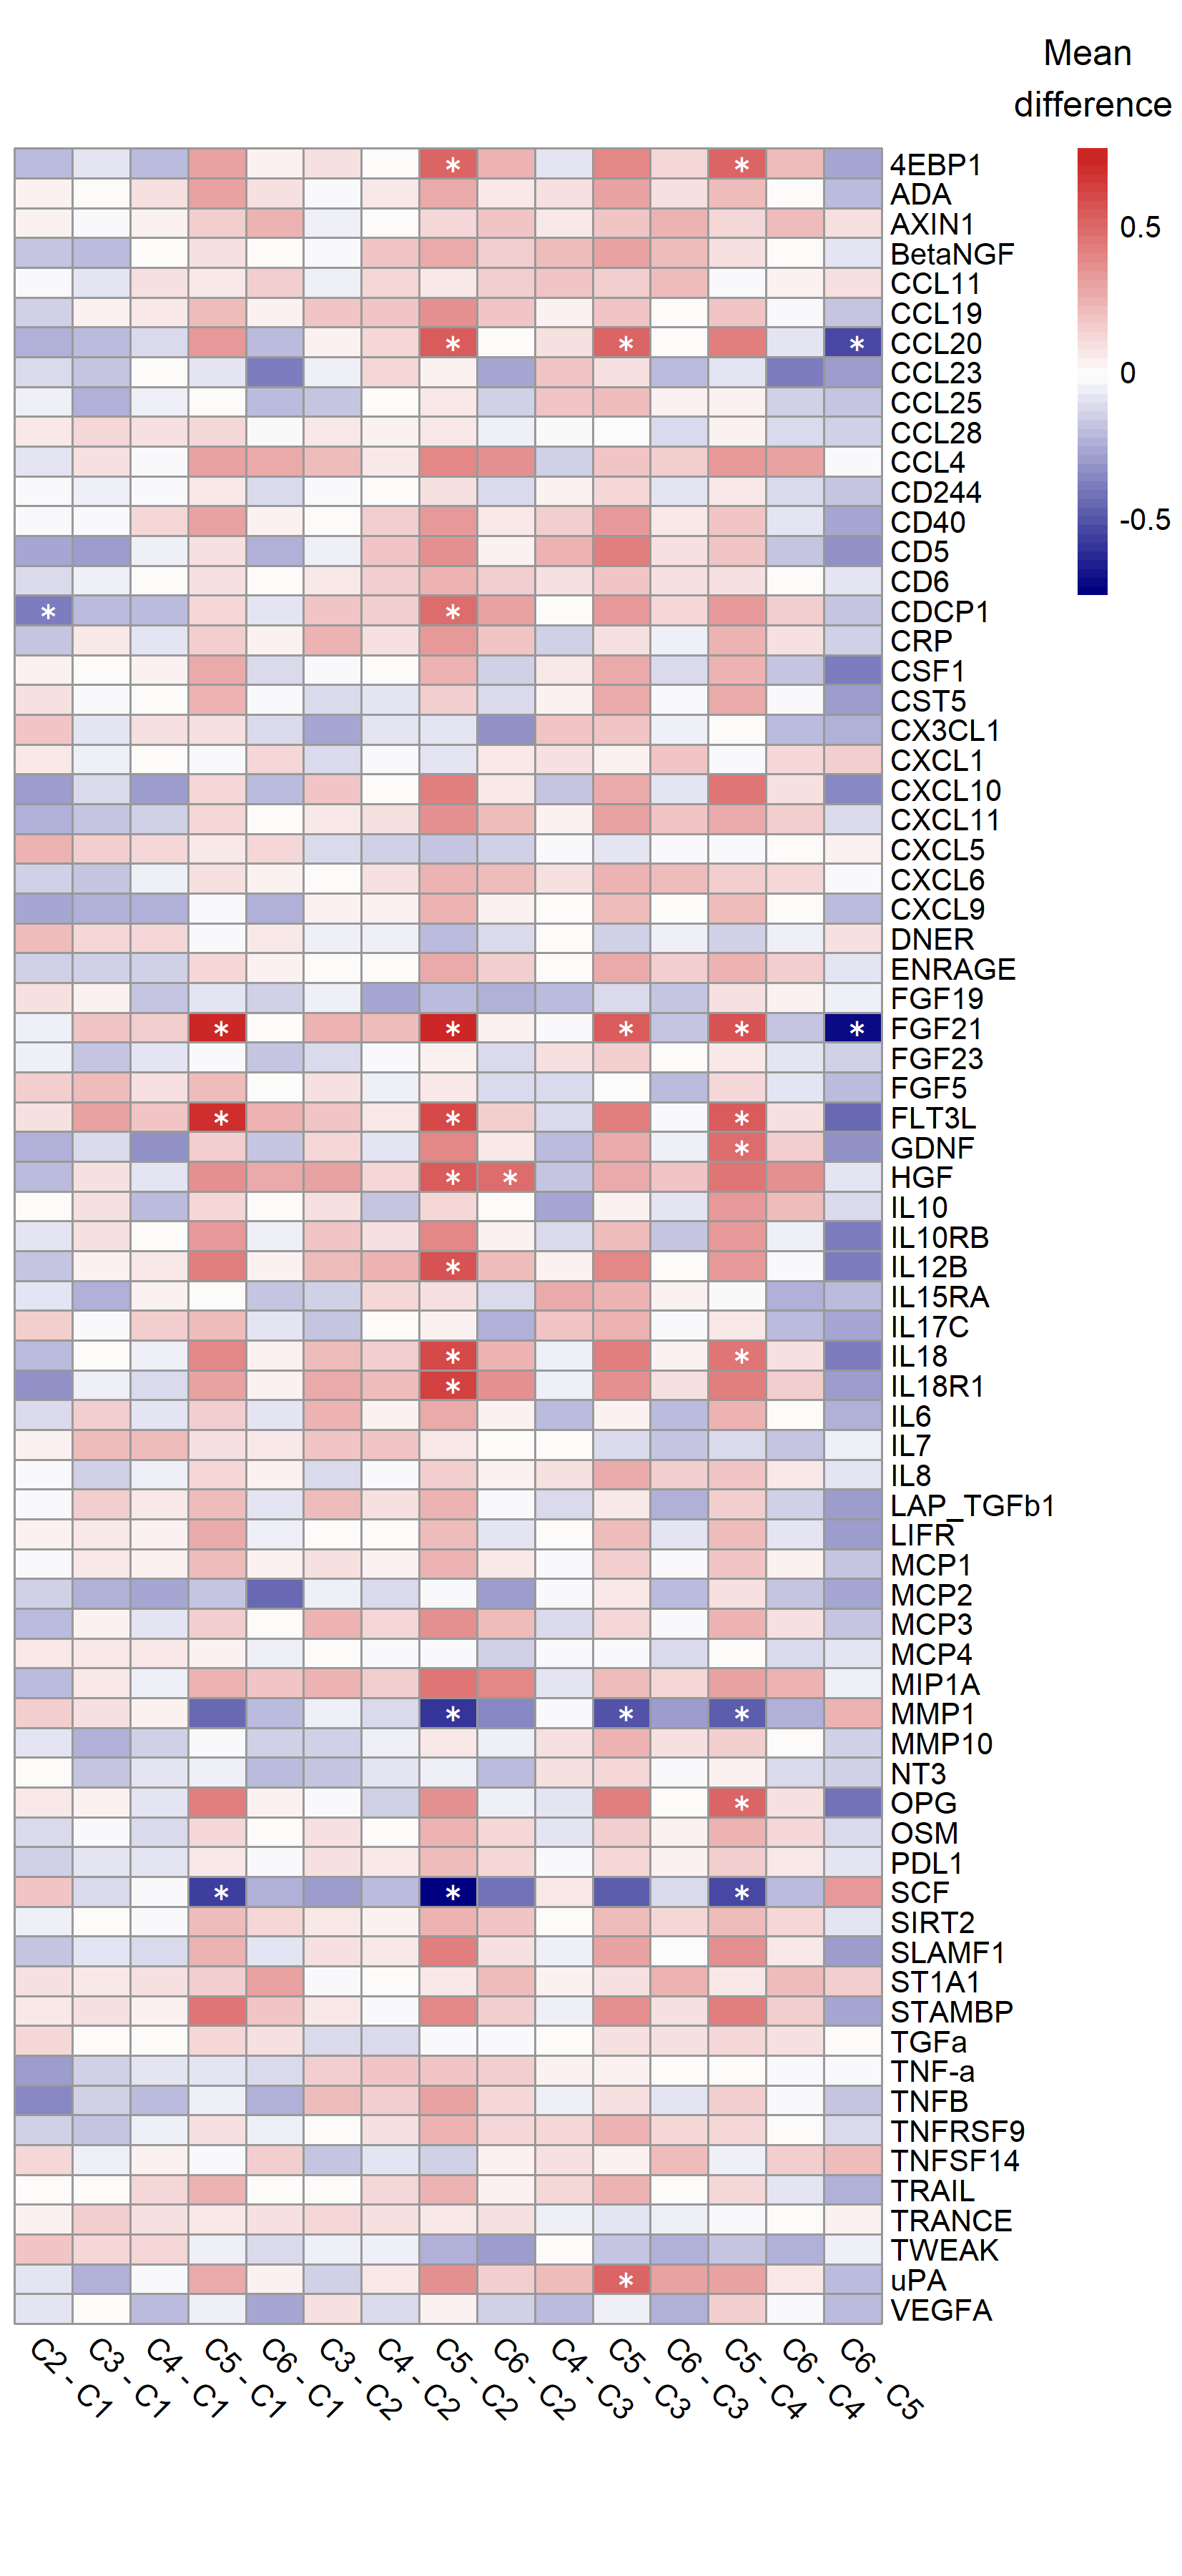 Mean
difference
0.5
0
-0.5
4EBP1
ADA
AXIN1
BetaNGF
CCL11
CCL19
CCL20
CCL23
CCL25
CCL28
CCL4
CD244
CD40
CD5
CD6
CDCP1
CRP
CSF1
CST5
CX3CL1
CXCL1
CXCL10
CXCL11
CXCL5
CXCL6
CXCL9
DNER
ENRAGE
FGF19
FGF21
FGF23
FGF5
FLT3L
GDNF
HGF
IL10
IL10RB
IL12B
IL15RA
IL17C
IL18
IL18R1
IL6
IL7
IL8
LAP_TGFb1
LIFR
MCP1
MCP2
MCP3
MCP4
MIP1A
MMP1
MMP10
NT3
OPG
OSM
PDL1
SCF
SIRT2
SLAMF1
ST1A1
STAMBP
TGFa
TNF-a
TNFB
TNFRSF9
TNFSF14
TRAIL
TRANCE
TWEAK
uPA
VEGFA
C2 - C1
C3 - C1
C4 - C1
C5 - C1
C6 - C1
C3 - C2
C4 - C2
C5 - C2
C6 - C2
C4 - C3
C5 - C3
C6 - C3
C5 - C4
C6 - C4
C6 - C5